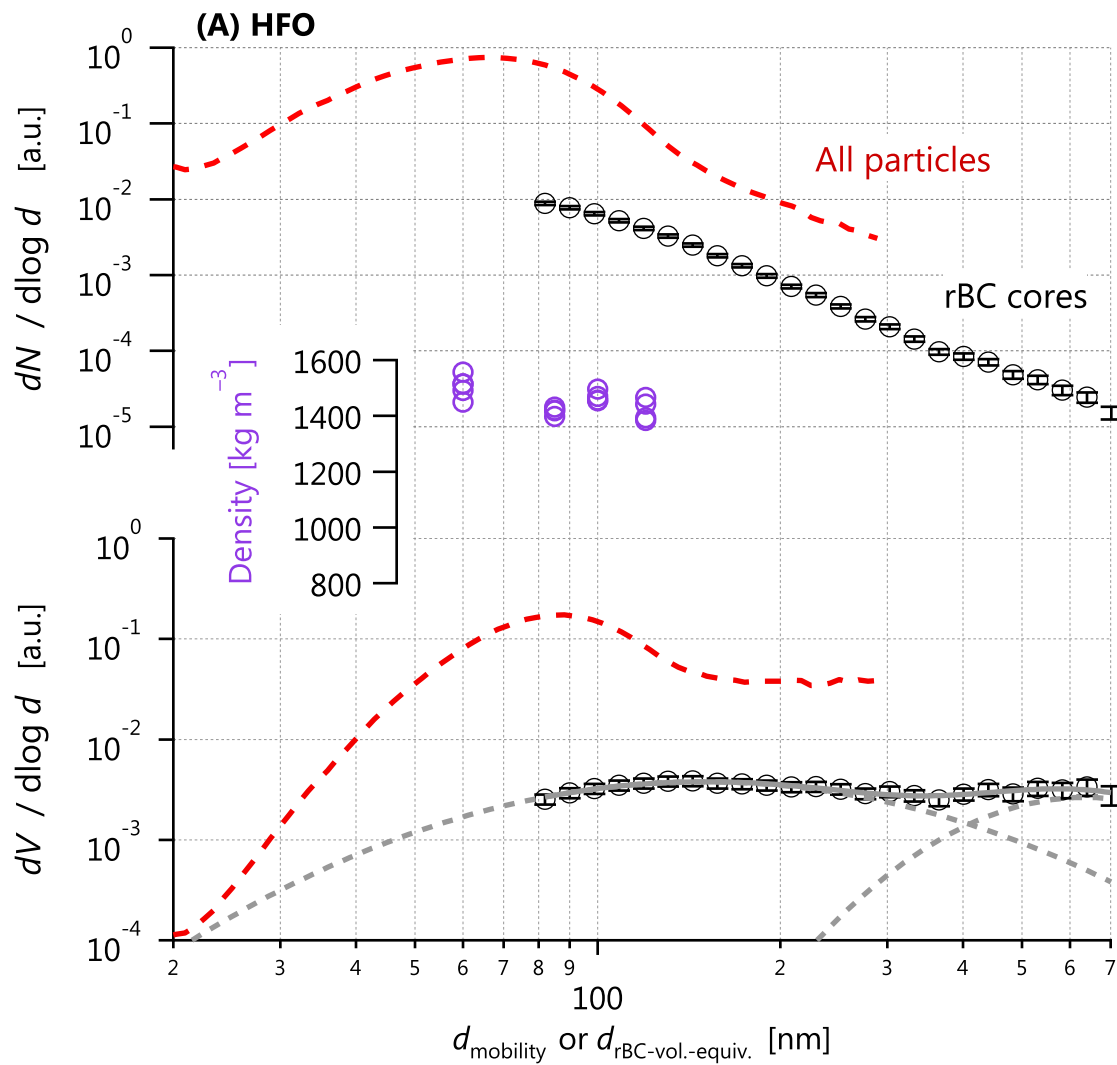 (A) HFO
10^0
10^-1
10^-2
10^-3
10^-4
10^-5
dN / dlog d [a.u.]
All particles
rBC cores
Density [kg m^-3]
1600
1400
1200
1000
800
10^0
10^-1
10^-2
10^-3
10^-4
dV / dlog d [a.u.]
2 3 4 5 6 7 8 9 2 3 4 5 6 7
100
d_mobility or d_rBC-vol.-equiv. [nm]